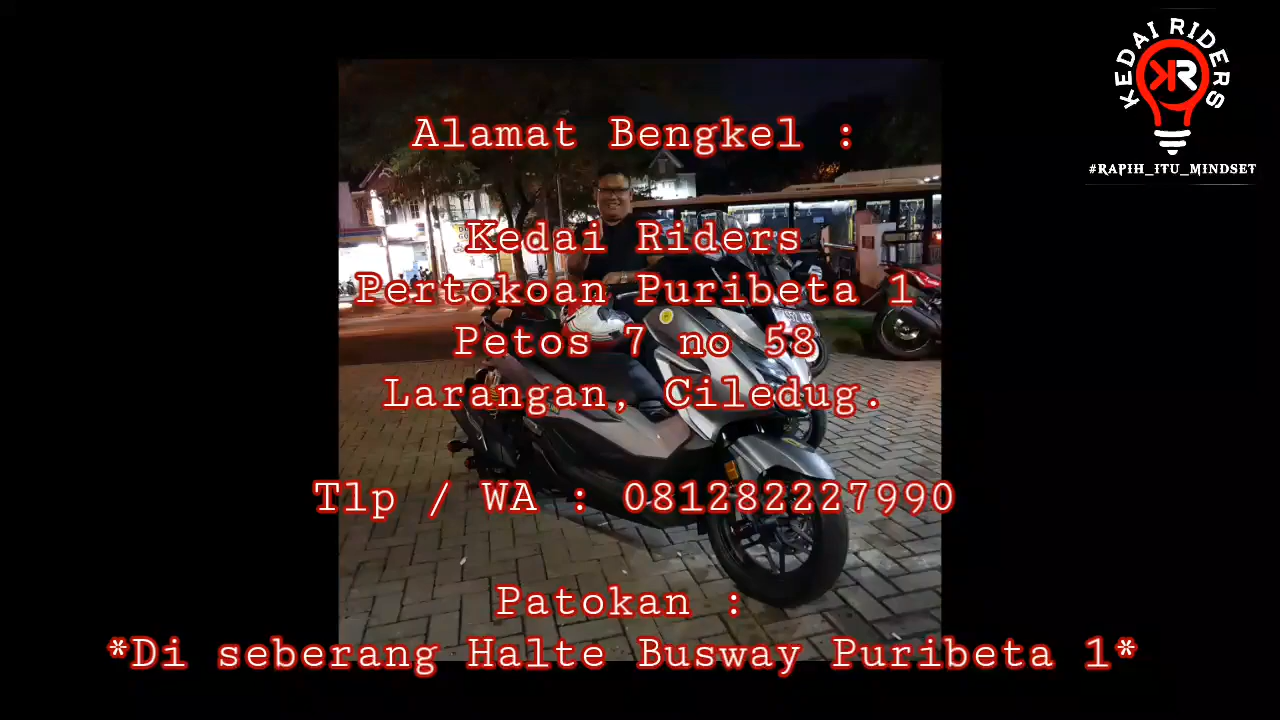 KEDAI RIDERS
KR
#RAPIH_ITU_MINDSET
Alamat Bengkel :
Kedai Riders
Pertokoan Puribeta 1
Petos 7 no 58
Larangan, Ciledug.
Tlp / WA : 081282227990
Patokan :
*Di seberang Halte Busway Puribeta 1*